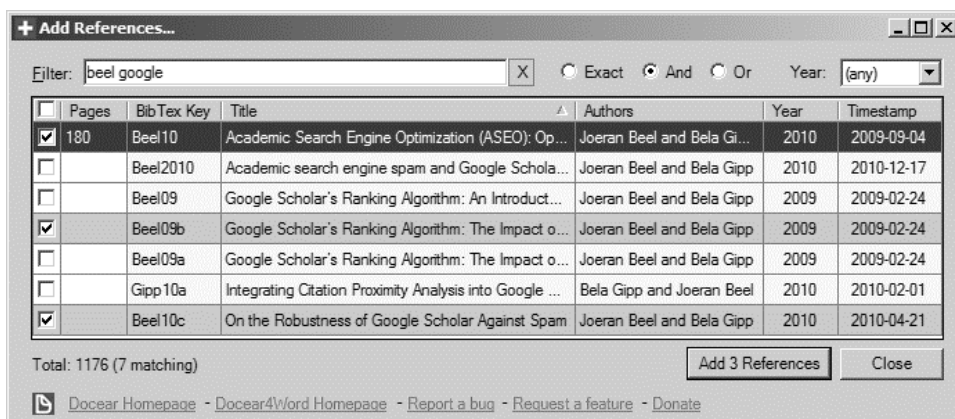 Add References...
Filter: beel google X Exact And Or Year: (any)
Pages BibTex Key Title Authors Year Timestamp
180 Beel10 Academic Search Engine Optimization (ASEO): Op... Joeran Beel and Bela Gi... 2010 2009-09-04
Beel2010 Academic search engine spam and Google Schola... Joeran Beel and Bela Gipp 2010 2010-12-17
Beel09 Google Scholar's Ranking Algorithm: An Introduct... Joeran Beel and Bela Gipp 2009 2009-02-24
Beel09b Google Scholar's Ranking Algorithm: The Impact o... Joeran Beel and Bela Gipp 2009 2009-02-24
Beel09a Google Scholar's Ranking Algorithm: The Impact o... Joeran Beel and Bela Gipp 2009 2009-02-24
Gipp10a Integrating Citation Proximity Analysis into Google ... Bela Gipp and Joeran Beel 2010 2010-02-01
Beel10c On the Robustness of Google Scholar Against Spam Joeran Beel and Bela Gipp 2010 2010-04-21
Total: 1176 (7 matching) Add 3 References Close
Docear Homepage - Docear4Word Homepage - Report a bug - Request a feature - Donate